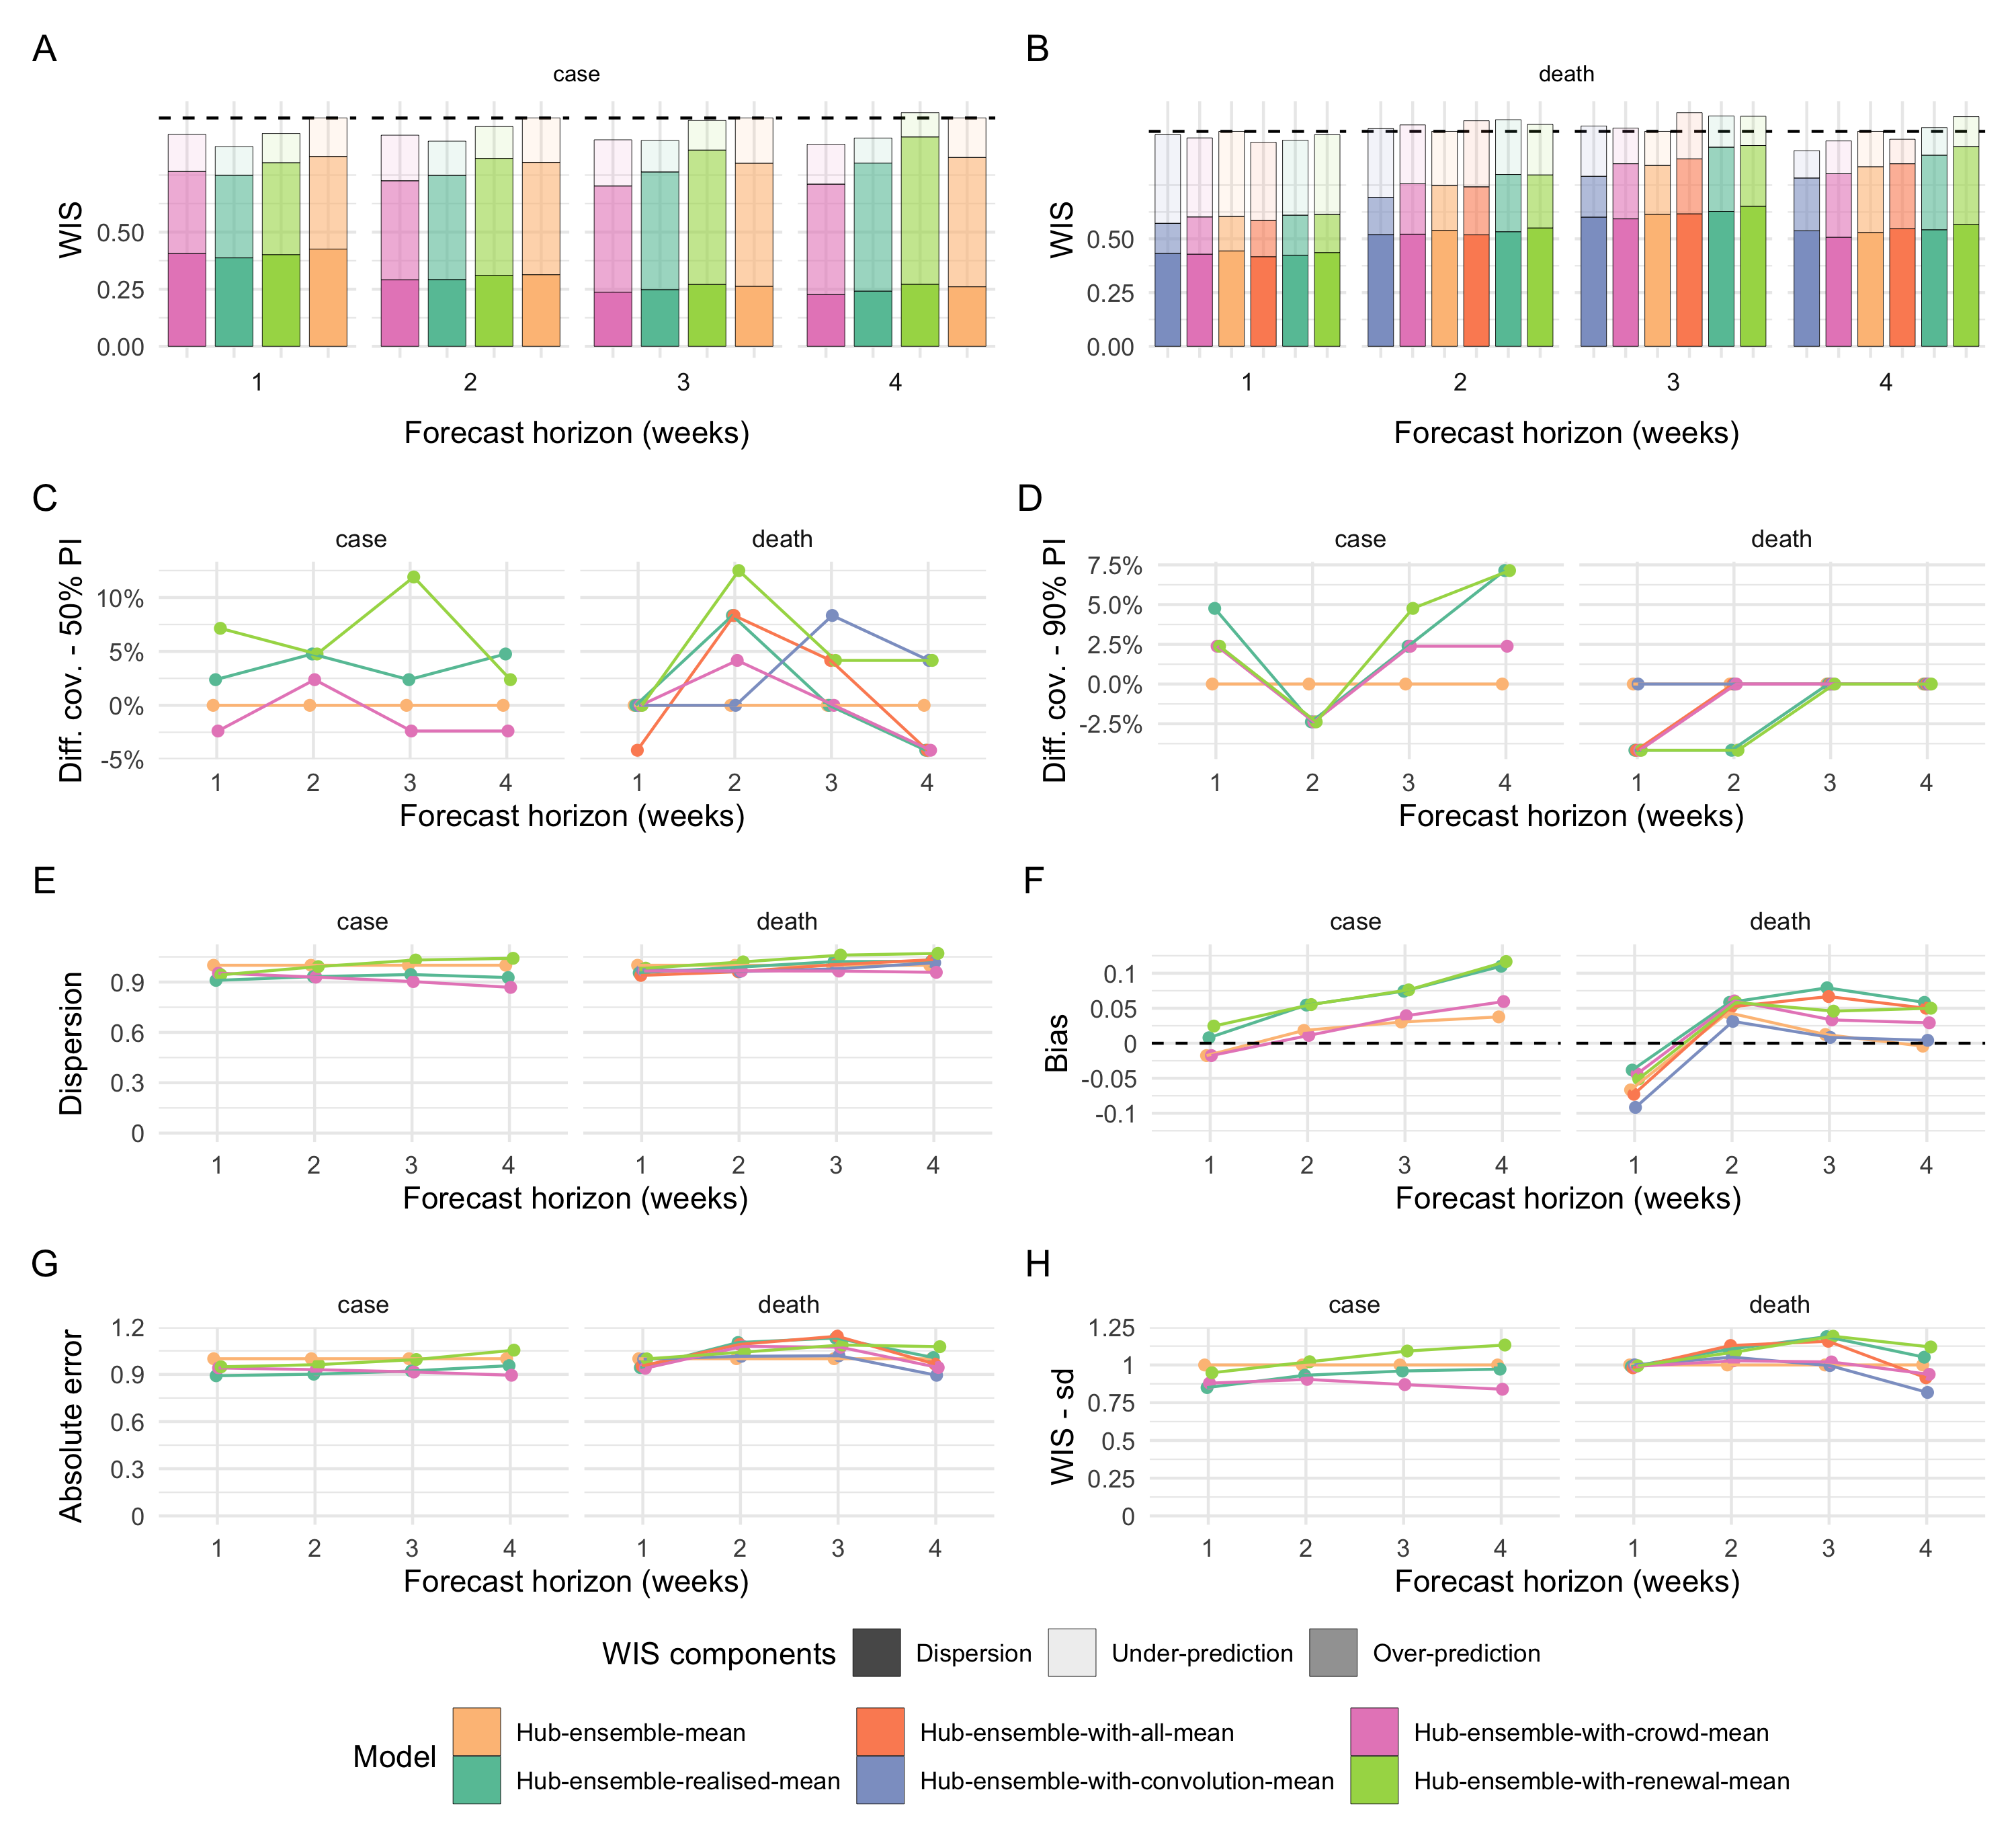 A
B
case
death
WIS
0.50
0.25
0.00
1 2 3 4
Forecast horizon (weeks)
WIS
0.50
0.25
0.00
1 2 3 4
Forecast horizon (weeks)
C
D
case death
Diff. cov. - 50% PI
10%
5%
0%
-5%
1 2 3 4 1 2 3 4
Forecast horizon (weeks)
case death
Diff. cov. - 90% PI
7.5%
5.0%
2.5%
0.0%
-2.5%
1 2 3 4 1 2 3 4
Forecast horizon (weeks)
E
F
case death
Dispersion
0.9
0.6
0.3
0
1 2 3 4 1 2 3 4
Forecast horizon (weeks)
case death
Bias
0.1
0.05
0
-0.05
-0.1
1 2 3 4 1 2 3 4
Forecast horizon (weeks)
G
H
case death
Absolute error
1.2
0.9
0.6
0.3
0
1 2 3 4 1 2 3 4
Forecast horizon (weeks)
case death
WIS - sd
1.25
1
0.75
0.5
0.25
0
1 2 3 4 1 2 3 4
Forecast horizon (weeks)
WIS components Dispersion Under-prediction Over-prediction
Model
Hub-ensemble-mean Hub-ensemble-with-all-mean Hub-ensemble-with-crowd-mean
Hub-ensemble-realised-mean Hub-ensemble-with-convolution-mean Hub-ensemble-with-renewal-mean